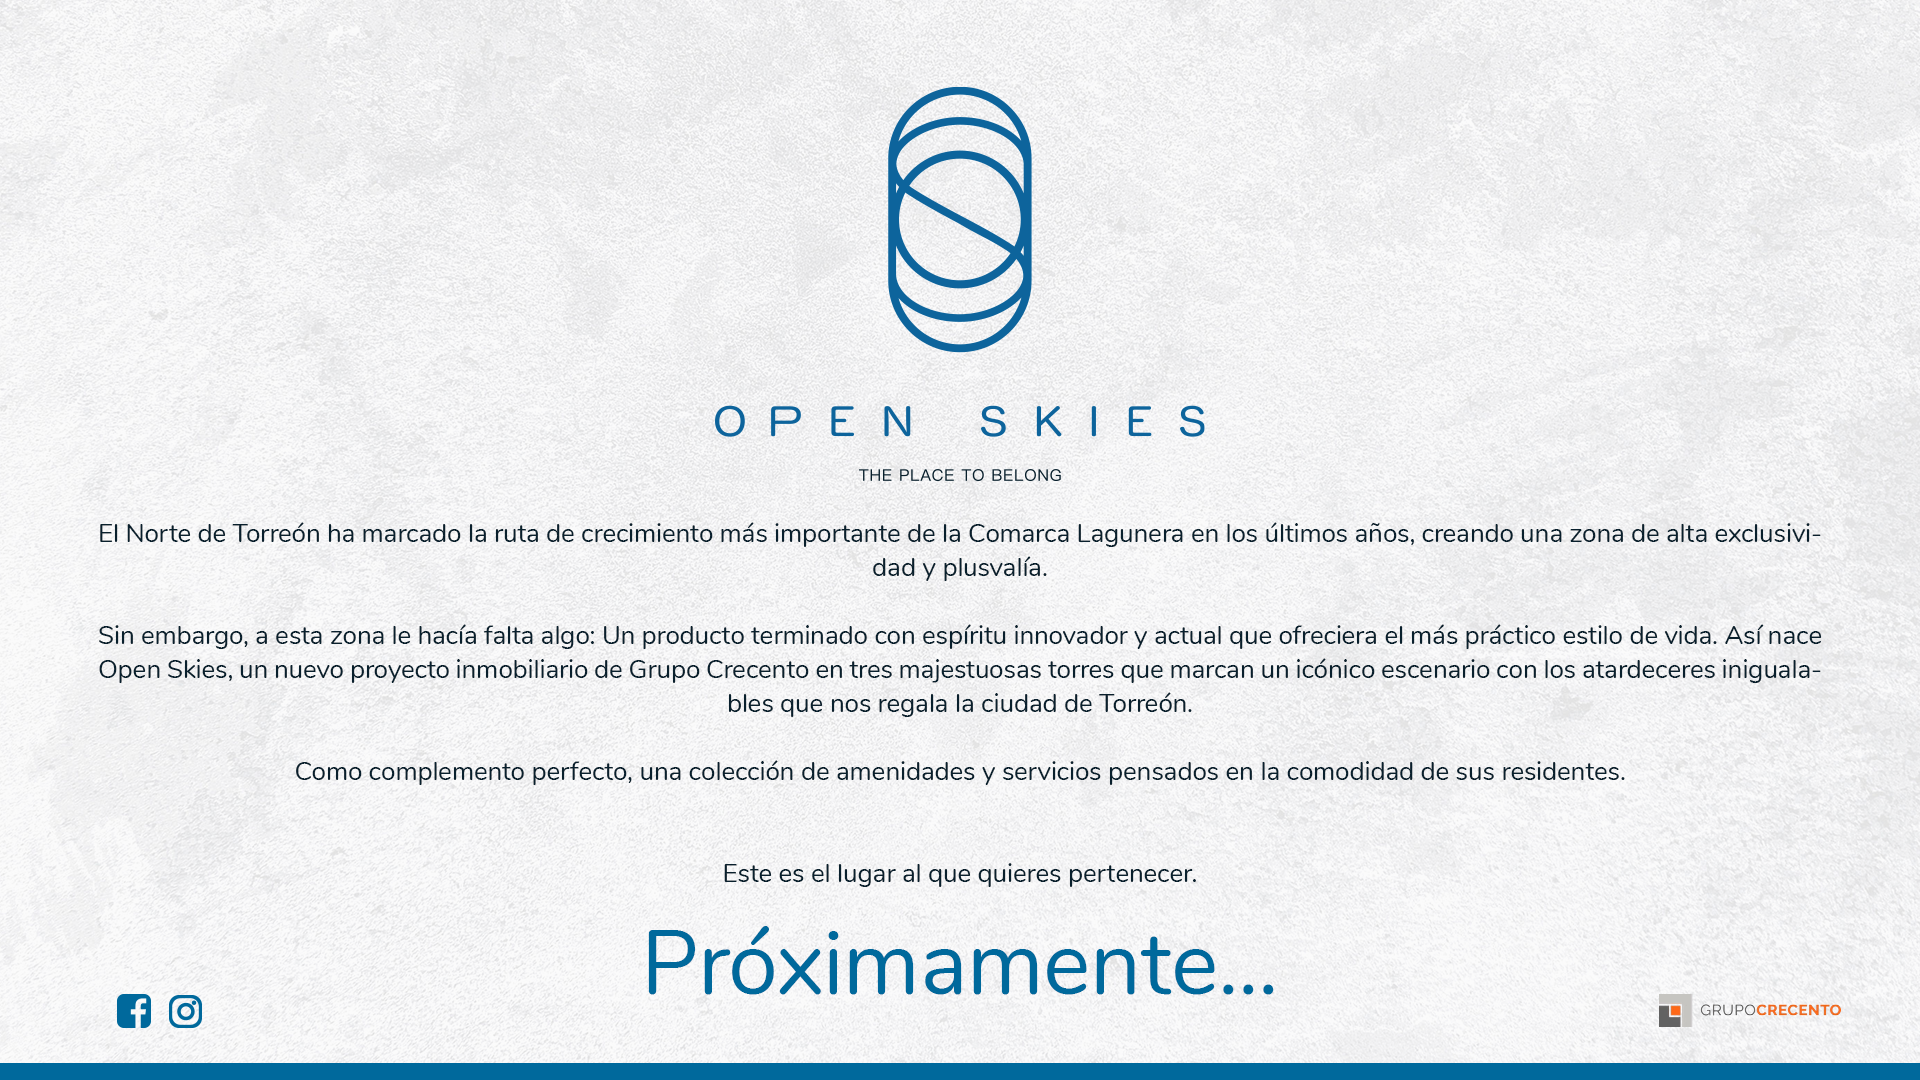 OPEN SKIES
THE PLACE TO BELONG
El Norte de Torreón ha marcado la ruta de crecimiento más importante de la Comarca Lagunera en los últimos años, creando una zona de alta exclusivi-
dad y plusvalía.
Sin embargo, a esta zona le hacía falta algo: Un producto terminado con espíritu innovador y actual que ofreciera el más práctico estilo de vida. Así nace
Open Skies, un nuevo proyecto inmobiliario de Grupo Crecento en tres majestuosas torres que marcan un icónico escenario con los atardeceres iniguala-
bles que nos regala la ciudad de Torreón.
Como complemento perfecto, una colección de amenidades y servicios pensados en la comodidad de sus residentes.
Este es el lugar al que quieres pertenecer.
Próximamente...
GRUPOCRECENTO